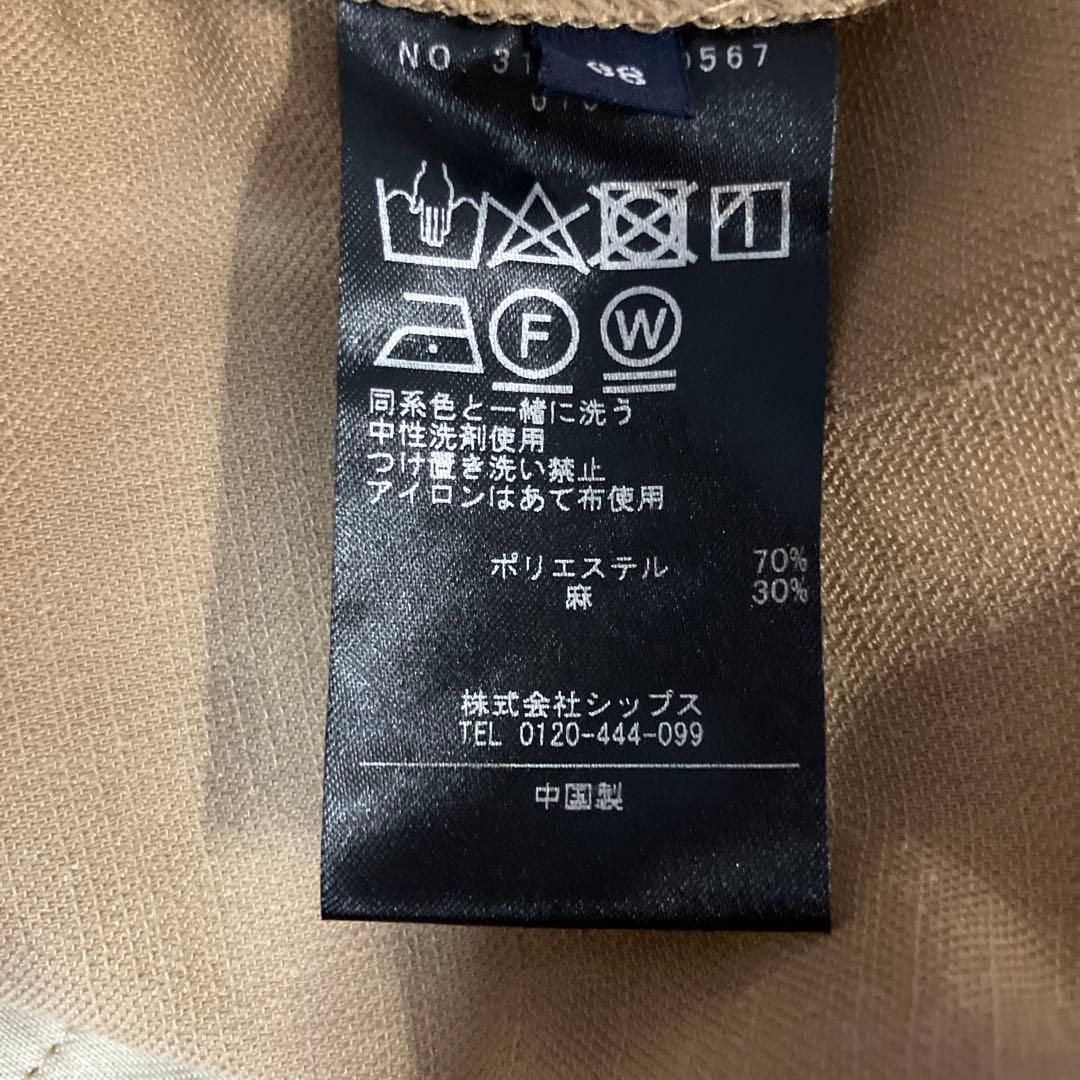 NO. 31
0567
同系色と一緒に洗う
中性洗剤使用
つけ置き洗い禁止
アイロンはあて布使用
ポリエステル 70%
麻 30%
株式会社シップス
TEL 0120-444-099
中国製
F
W